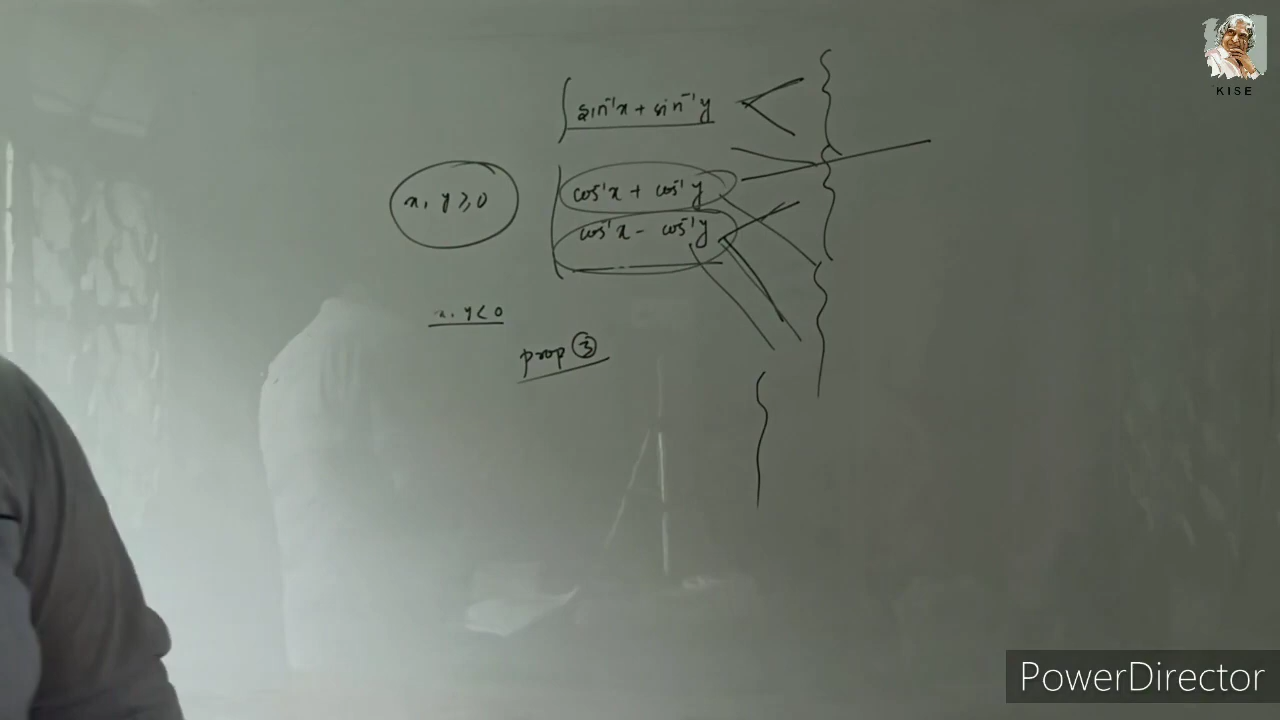 sin⁻¹x + sin⁻¹y
x, y ≥ 0
cos⁻¹x + cos⁻¹y
cos⁻¹x - cos⁻¹y
x, y < 0
prop ③
KISE
PowerDirector